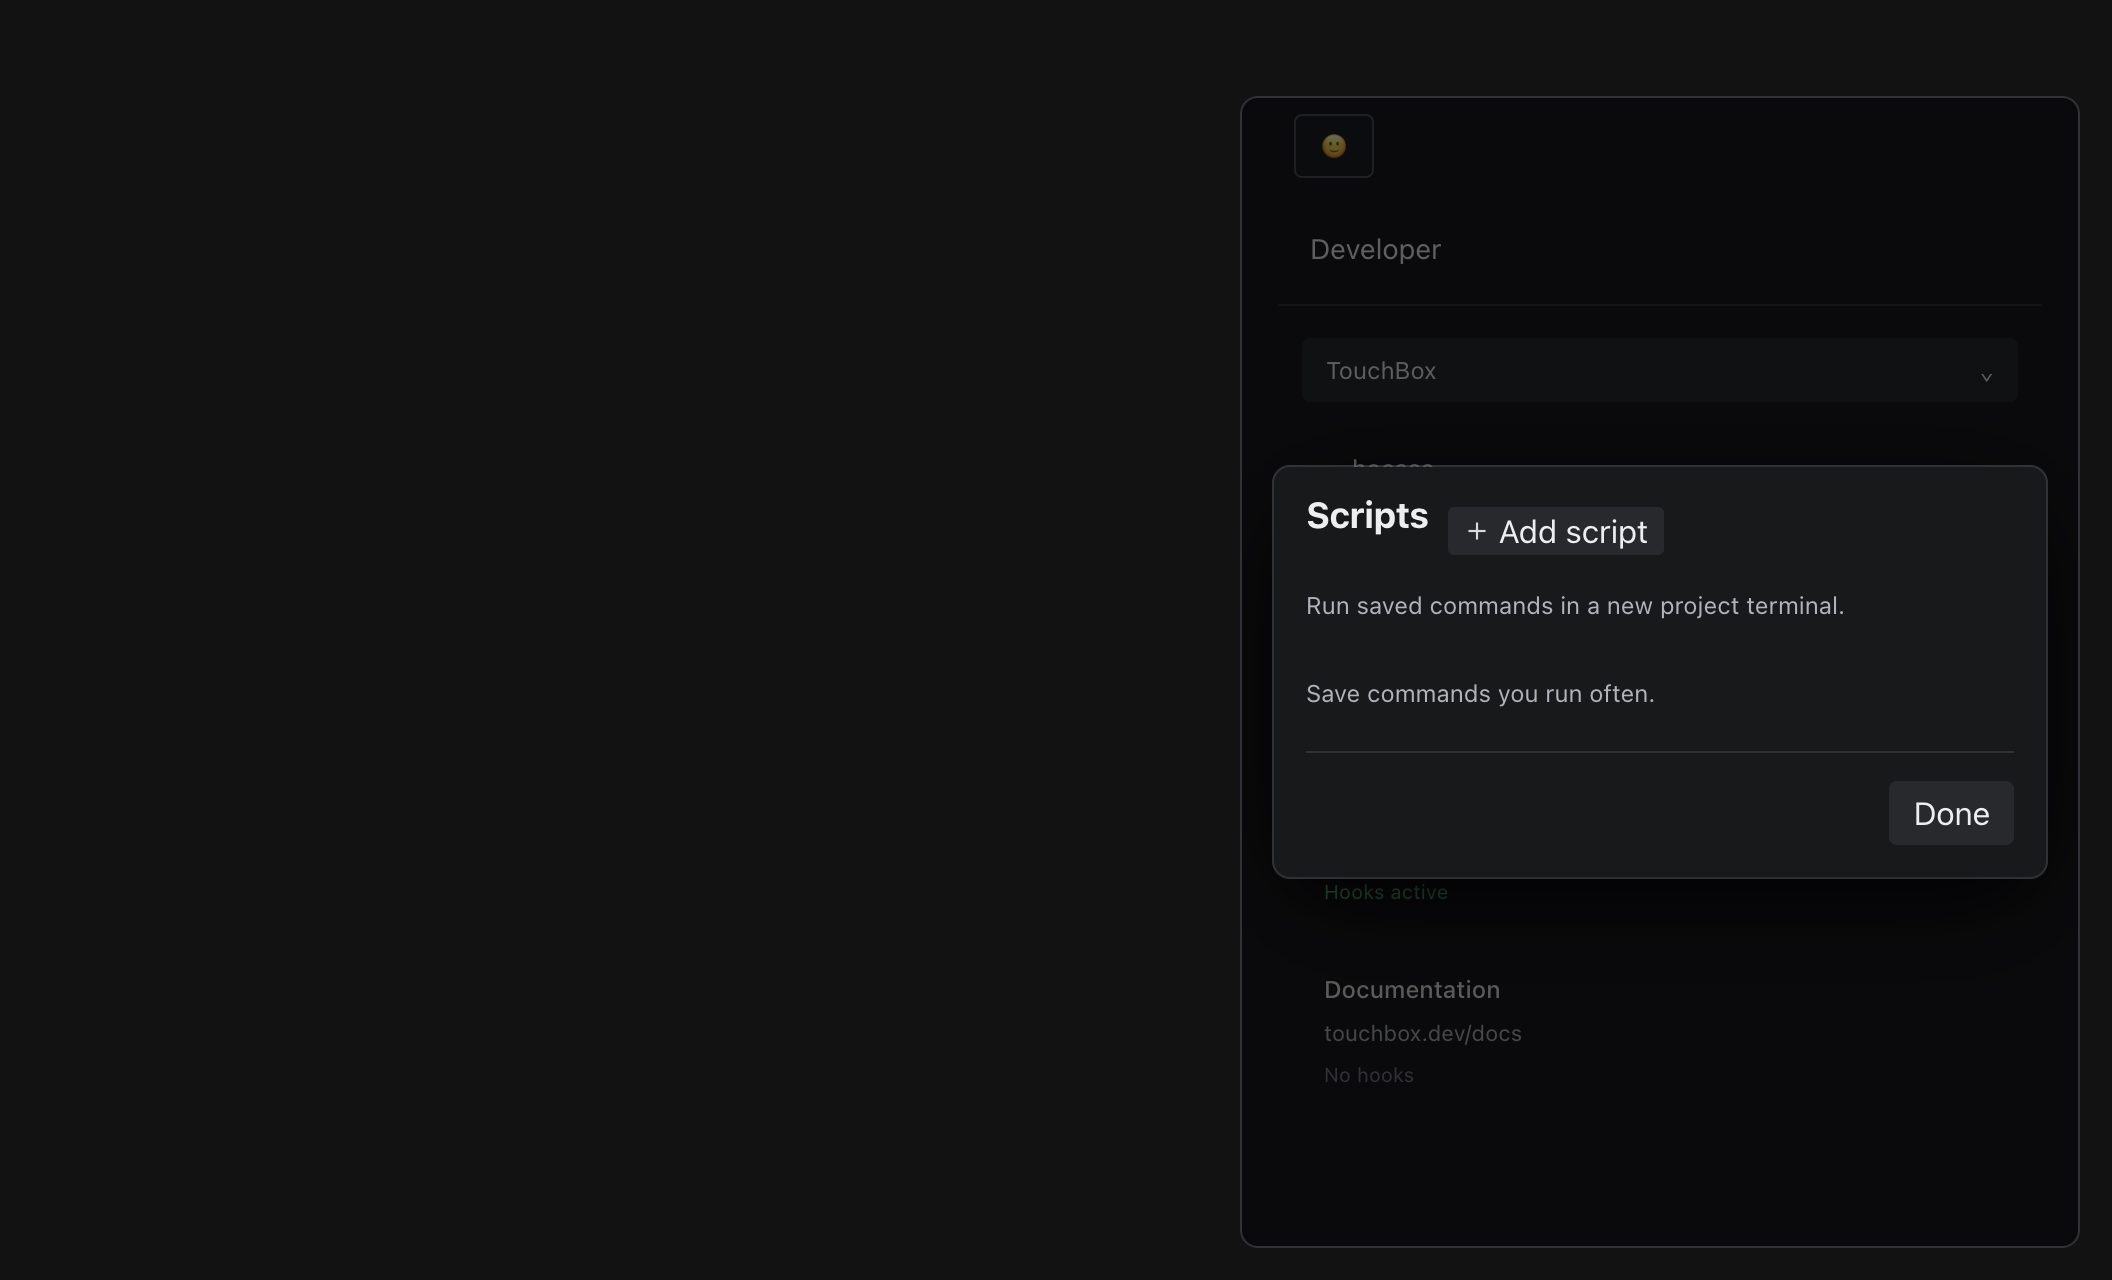 Developer
TouchBox
Scripts
+ Add script
Run saved commands in a new project terminal.
Save commands you run often.
Done
Hooks active
Documentation
touchbox.dev/docs
No hooks